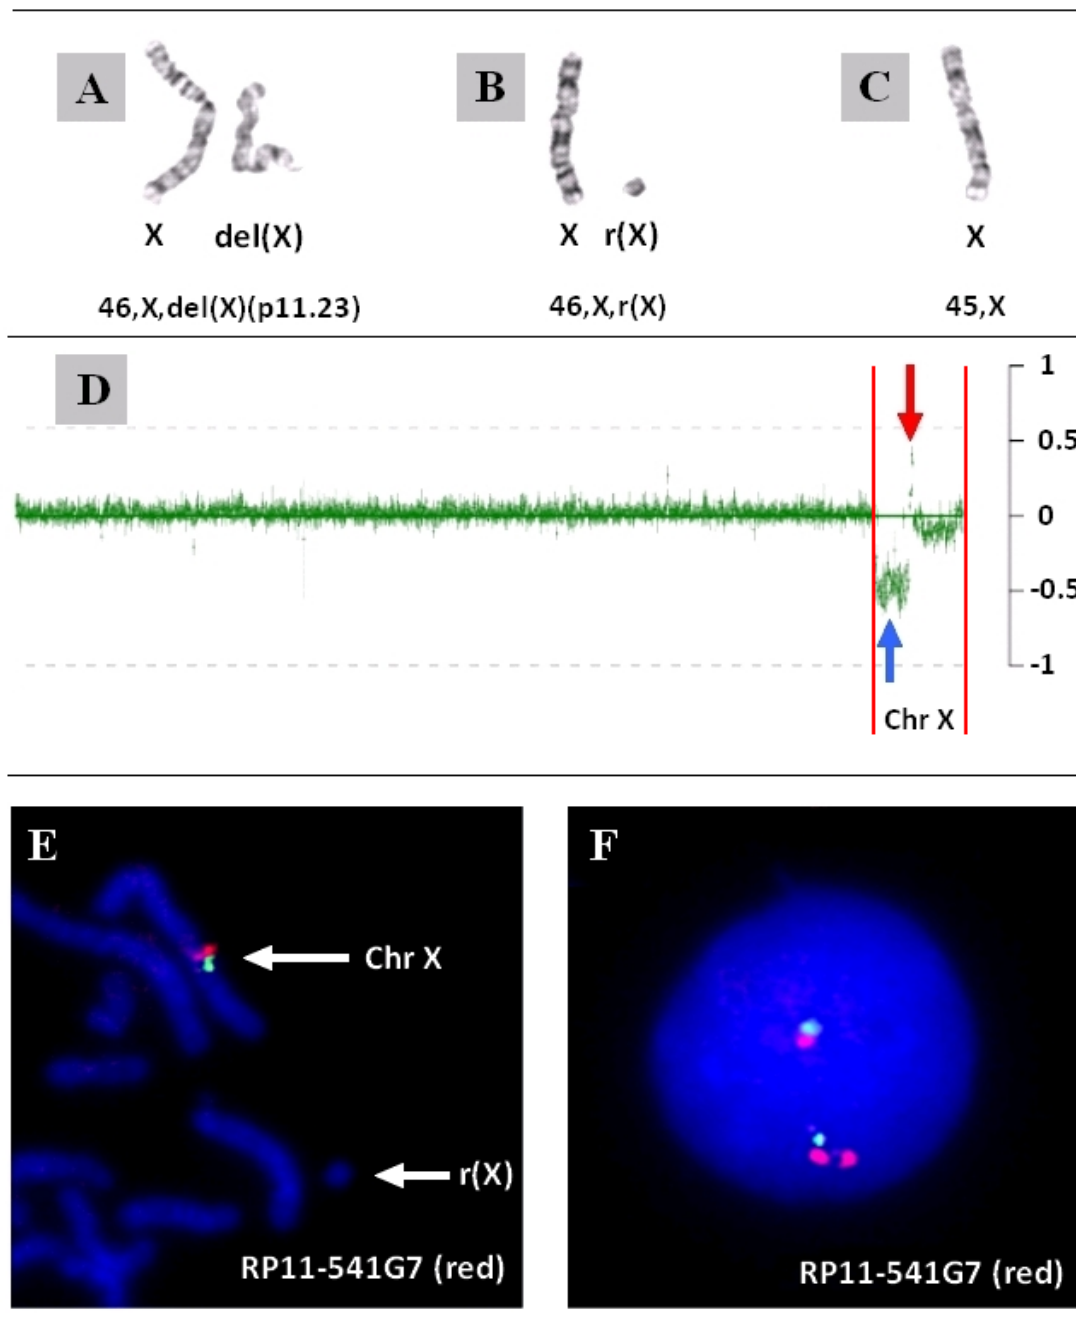 A
B
C
X del(X)
X r(X)
X
46,X,del(X)(p11.23)
46,X,r(X)
45,X
D
1
0.5
0
-0.5
-1
Chr X
E
F
Chr X
r(X)
RP11-541G7 (red)
RP11-541G7 (red)